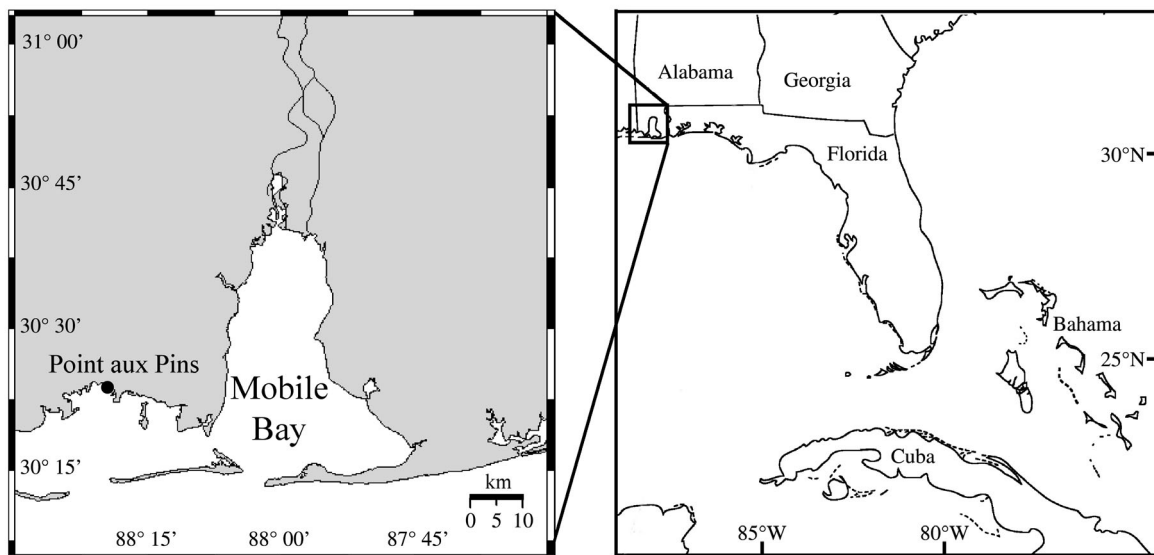 31° 00’
30° 45’
30° 30’
Point aux Pins
Mobile
Bay
30° 15’
km
0 5 10
88° 15’ 88° 00’ 87° 45’
Alabama
Georgia
Florida
30°N
Bahama
25°N
Cuba
85°W 80°W